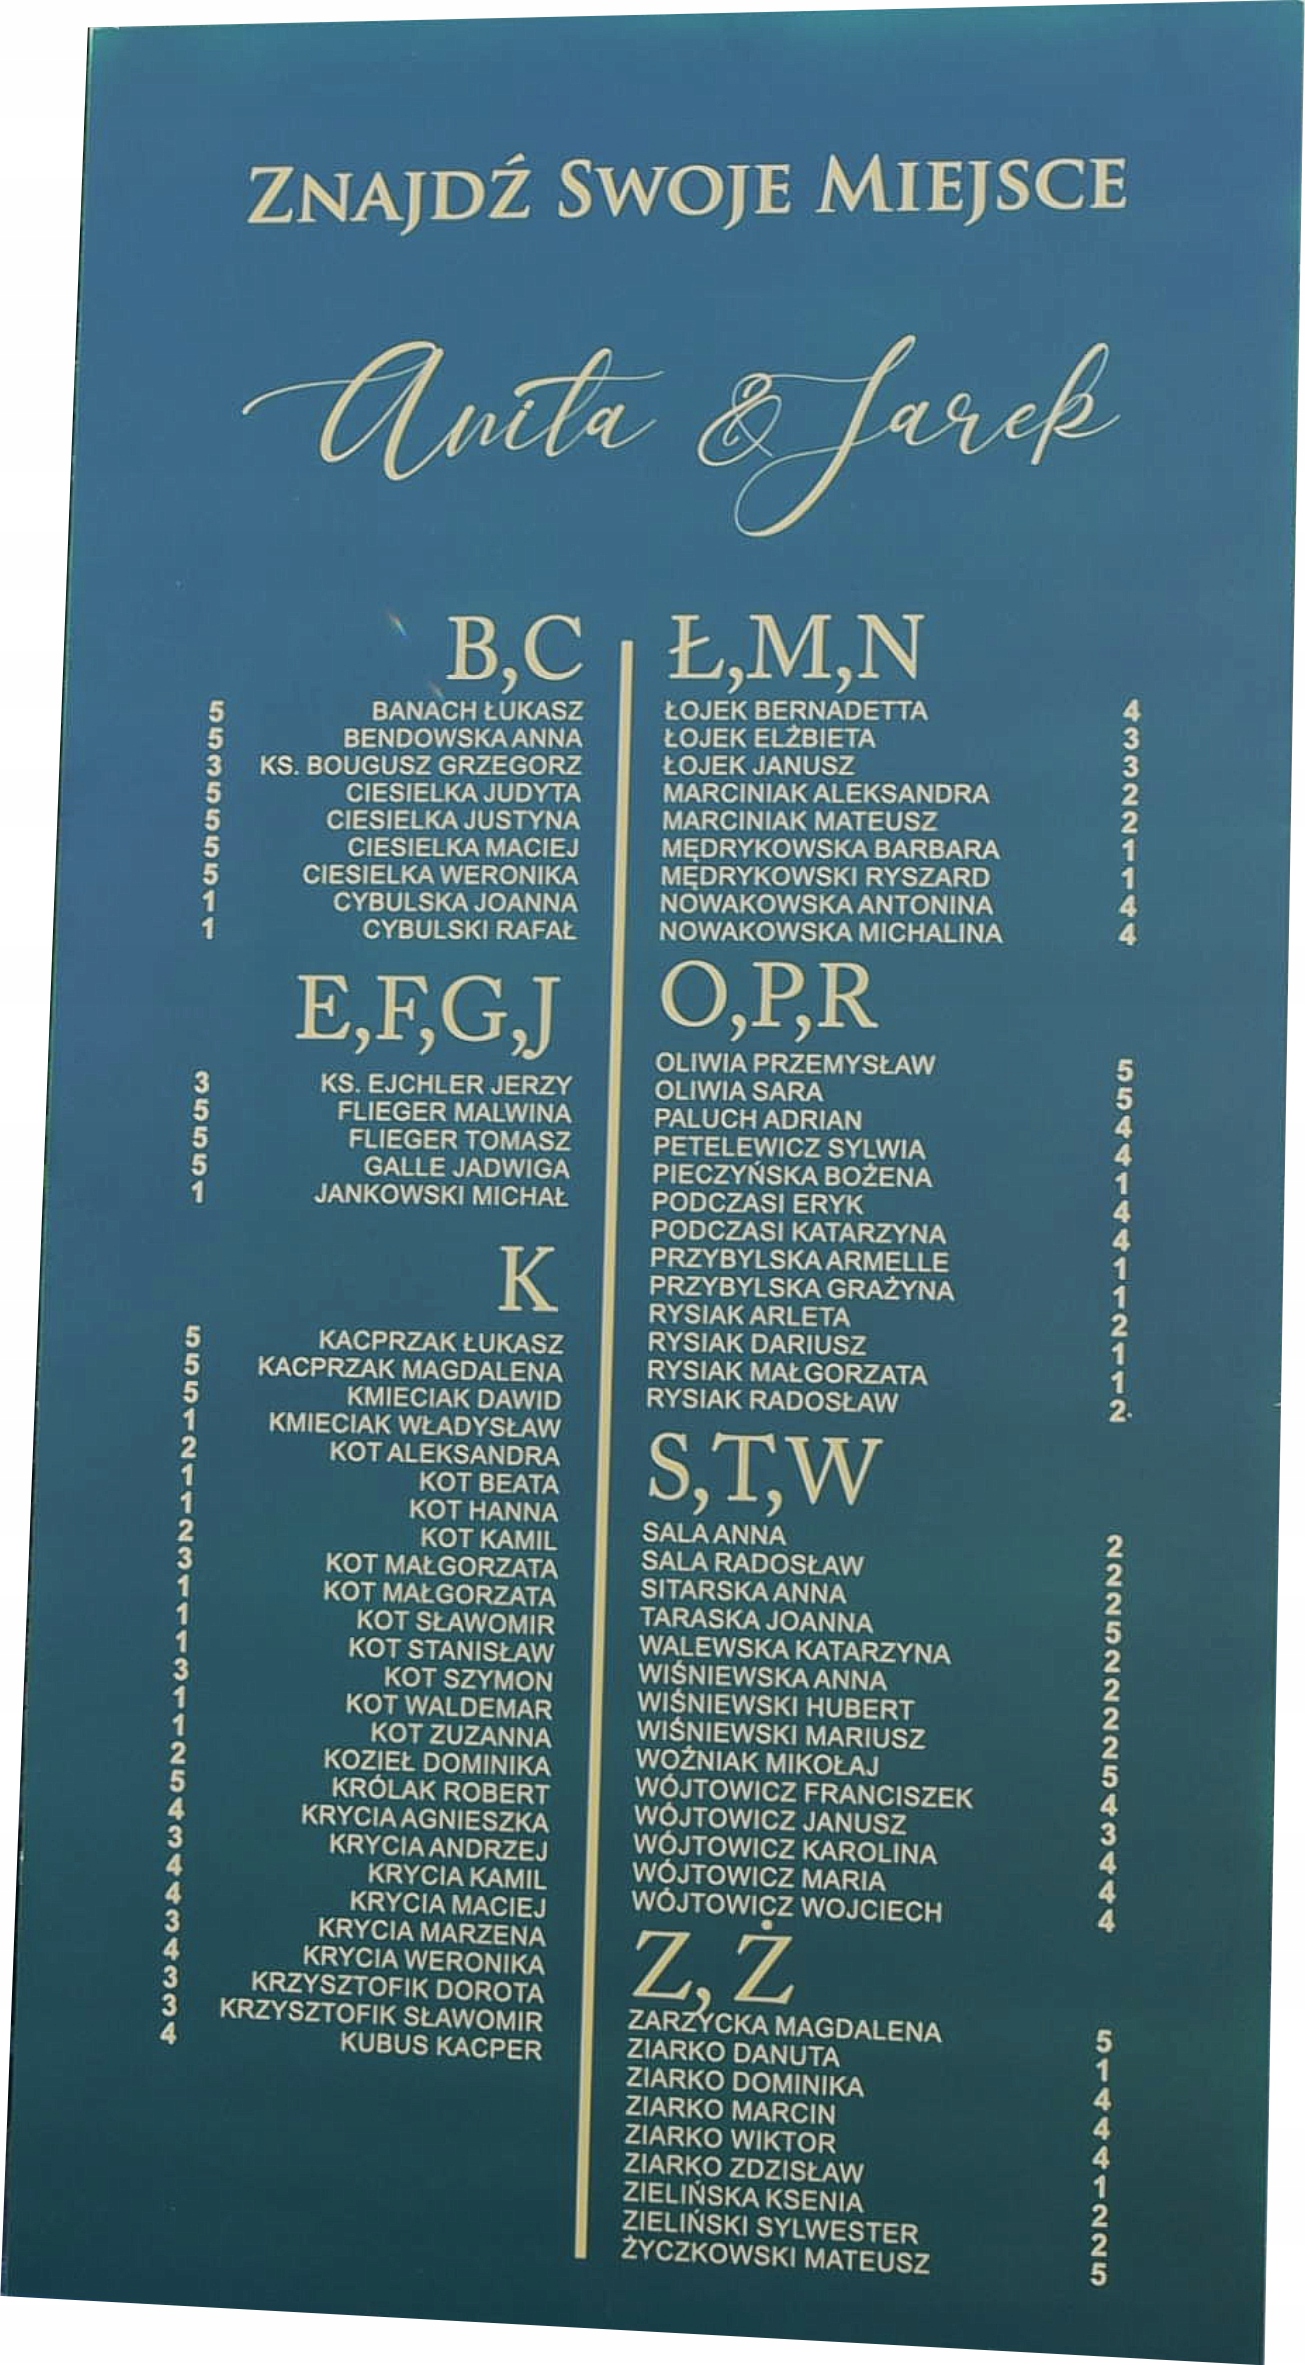 ZNAJDŹ SWOJE MIEJSCE
Anita & Jarek
B,C
5 BANACH ŁUKASZ
5 BENDOWSKA ANNA
3 KS. BOUGUSZ GRZEGORZ
5 CIESIELKA JUDYTA
5 CIESIELKA JUSTYNA
5 CIESIELKA MACIEJ
5 CIESIELKA WERONIKA
1 CYBULSKA JOANNA
1 CYBULSKI RAFAŁ
E,F,G,J
3 KS. EJCHLER JERZY
5 FLIEGER MALWINA
5 FLIEGER TOMASZ
5 GALLE JADWIGA
1 JANKOWSKI MICHAŁ
K
5 KACPRZAK ŁUKASZ
5 KACPRZAK MAGDALENA
5 KMIECIAK DAWID
1 KMIECIAK WŁADYSŁAW
2 KOT ALEKSANDRA
1 KOT BEATA
1 KOT HANNA
2 KOT KAMIL
3 KOT MAŁGORZATA
1 KOT MAŁGORZATA
1 KOT SŁAWOMIR
1 KOT STANISŁAW
3 KOT SZYMON
1 KOT WALDEMAR
1 KOT ZUZANNA
2 KOZIEŁ DOMINIKA
5 KRÓLAK ROBERT
4 KRYCIA AGNIESZKA
3 KRYCIA ANDRZEJ
4 KRYCIA KAMIL
4 KRYCIA MACIEJ
3 KRYCIA MARZENA
4 KRYCIA WERONIKA
3 KRZYSZTOFIK DOROTA
3 KRZYSZTOFIK SŁAWOMIR
4 KUBUS KACPER
Ł,M,N
ŁOJEK BERNADETTA 4
ŁOJEK ELŻBIETA 3
ŁOJEK JANUSZ 3
MARCINIAK ALEKSANDRA 2
MARCINIAK MATEUSZ 2
MĘDRYKOWSKA BARBARA 1
MĘDRYKOWSKI RYSZARD 1
NOWAKOWSKA ANTONINA 4
NOWAKOWSKA MICHALINA 4
O,P,R
OLIWIA PRZEMYSŁAW 5
OLIWIA SARA 5
PALUCH ADRIAN 4
PETELEWICZ SYLWIA 4
PIECZYŃSKA BOŻENA 1
PODCZASI ERYK 4
PODCZASI KATARZYNA 4
PRZYBYLSKA ARMELLE 1
PRZYBYLSKA GRAŻYNA 1
RYSIAK ARLETA 2
RYSIAK DARIUSZ 1
RYSIAK MAŁGORZATA 1
RYSIAK RADOSŁAW 2
S,T,W
SALA ANNA 2
SALA RADOSŁAW 2
SITARSKA ANNA 2
TARASKA JOANNA 5
WALEWSKA KATARZYNA 2
WIŚNIEWSKA ANNA 2
WIŚNIEWSKI HUBERT 2
WIŚNIEWSKI MARIUSZ 2
WOŹNIAK MIKOŁAJ 5
WÓJTOWICZ FRANCISZEK 4
WÓJTOWICZ JANUSZ 3
WÓJTOWICZ KAROLINA 4
WÓJTOWICZ MARIA 4
WÓJTOWICZ WOJCIECH 4
Z, Ż
ZARZYCKA MAGDALENA 5
ZIARKO DANUTA 1
ZIARKO DOMINIKA 4
ZIARKO MARCIN 4
ZIARKO WIKTOR 4
ZIARKO ZDZISŁAW 1
ZIELIŃSKA KSENIA 2
ZIELIŃSKI SYLWESTER 2
ŻYCZKOWSKI MATEUSZ 5